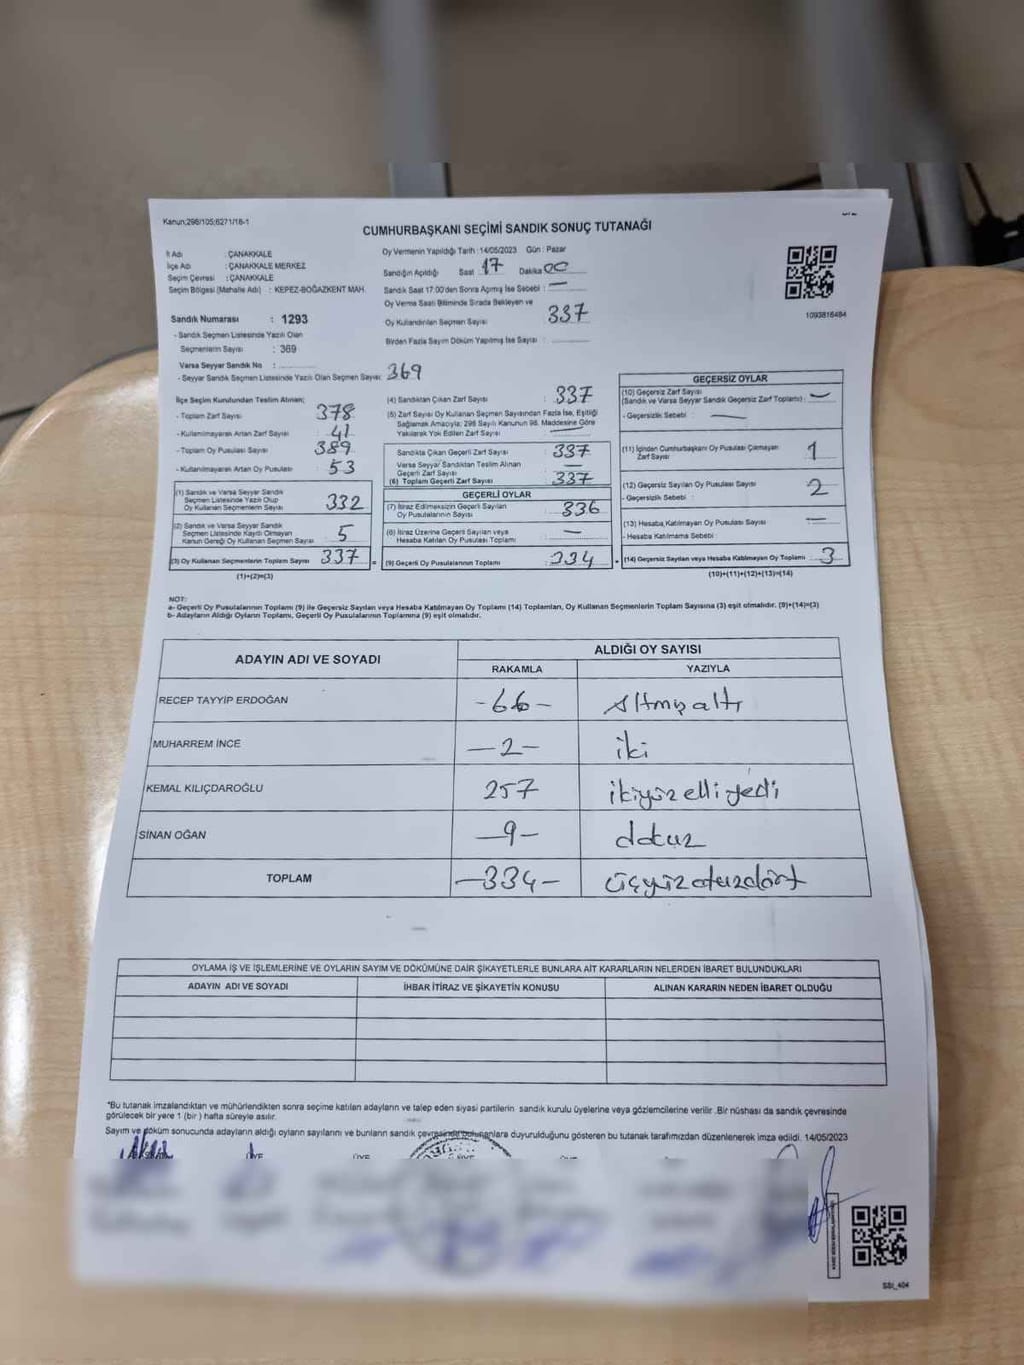 Kanun:298/105;6271/18-1
CUMHURBAŞKANI SEÇİMİ SANDIK SONUÇ TUTANAĞI
İl Adı : ÇANAKKALE
İlçe Adı : ÇANAKKALE MERKEZ
Seçim Çevresi : ÇANAKKALE
Seçim Bölgesi (Mahalle Adı) : KEPEZ-BOĞAZKENT MAH.
Sandık Numarası : 1293
- Sandık Seçmen Listesinde Yazılı Olan
Seçmenlerin Sayısı : 369
Varsa Seyyar Sandık No :
- Seyyar Sandık Seçmen Listesinde Yazılı Olan Seçmen Sayısı: 369
Oy Vermenin Yapıldığı Tarih : 14/05/2023 Gün : Pazar
Sandığın Açıldığı Saat 17 Dakika 00
Sandık Saat 17:00'den Sonra Açılmış İse Sebebi : —
Oy Verme Saati Bitiminde Sırada Bekleyen ve
Oy Kullandırılan Seçmen Sayısı 337
Birden Fazla Sayım Döküm Yapılmış İse Sayısı :
1093816484
İlçe Seçim Kurulundan Teslim Alınan;
- Toplam Zarf Sayısı 378
- Kullanılmayarak Artan Zarf Sayısı 41
- Toplam Oy Pusulası Sayısı 389
- Kullanılmayarak Artan Oy Pusulası 53
(1) Sandık ve Varsa Seyyar Sandık
Seçmen Listesinde Yazılı Olup
Oy Kullanan Seçmenlerin Sayısı 332
(2) Sandık ve Varsa Seyyar Sandık
Seçmen Listesinde Kayıtlı Olmayan
Kanun Gereği Oy Kullanan Seçmen Sayısı 5
(3) Oy Kullanan Seçmenlerin Toplam Sayısı 337 =
(1)+(2)=(3)
(4) Sandıktan Çıkan Zarf Sayısı 337
(5) Zarf Sayısı Oy Kullanan Seçmen Sayısından Fazla İse, Eşitliği
Sağlamak Amacıyla; 298 Sayılı Kanunun 98. Maddesine Göre
Yakılarak Yok Edilen Zarf Sayısı —
Sandıkta Çıkan Geçerli Zarf Sayısı 337
Varsa Seyyar Sandıktan Teslim Alınan
Geçerli Zarf Sayısı —
(6) Toplam Geçerli Zarf Sayısı 337
GEÇERLİ OYLAR
(7) İtiraz Edilmeksizin Geçerli Sayılan
Oy Pusulalarının Sayısı 336
(8) İtiraz Üzerine Geçerli Sayılan veya
Hesaba Katılan Oy Pusulası Toplamı —
(9) Geçerli Oy Pusulalarının Toplamı 334 +
GEÇERSİZ OYLAR
(10) Geçersiz Zarf Sayısı
(Sandık ve Varsa Seyyar Sandık Geçersiz Zarf Toplamı) : —
- Geçersizlik Sebebi : —
(11) İçinden Cumhurbaşkanı Oy Pusulası Çıkmayan
Zarf Sayısı 1
(12) Geçersiz Sayılan Oy Pusulası Sayısı 2
- Geçersizlik Sebebi :
(13) Hesaba Katılmayan Oy Pusulası Sayısı —
- Hesaba Katılmama Sebebi :
(14) Geçersiz Sayılan veya Hesaba Katılmayan Oy Toplamı 3
(10)+(11)+(12)+(13)=(14)
NOT:
a- Geçerli Oy Pusulalarının Toplamı (9) ile Geçersiz Sayılan veya Hesaba Katılmayan Oy Toplamı (14) Toplamları, Oy Kullanan Seçmenlerin Toplam Sayısına (3) eşit olmalıdır. (9)+(14)=(3)
b- Adayların Aldığı Oyların Toplamı, Geçerli Oy Pusulalarının Toplamına (9) eşit olmalıdır.
ADAYIN ADI VE SOYADI ALDIĞI OY SAYISI
RAKAMLA YAZIYLA
RECEP TAYYİP ERDOĞAN -66- Altmış altı
MUHARREM İNCE —2— iki
KEMAL KILIÇDAROĞLU 257 ikiyüz elli yedi
SİNAN OĞAN —9— dokuz
TOPLAM —334— üçyüzotuzdört
OYLAMA İŞ VE İŞLEMLERİNE VE OYLARIN SAYIM VE DÖKÜMÜNE DAİR ŞİKAYETLERLE BUNLARA AİT KARARLARIN NELERDEN İBARET BULUNDUKLARI
ADAYIN ADI VE SOYADI İHBAR İTİRAZ VE ŞİKAYETİN KONUSU ALINAN KARARIN NEDEN İBARET OLDUĞU
"Bu tutanak imzalandıktan ve mühürlendikten sonra seçime katılan adayların ve talep eden siyasi partilerin sandık kurulu üyelerine veya gözlemcilerine verilir .Bir nüshası da sandık çevresinde
görülecek bir yere 1 (bir ) hafta süreyle asılır.
Sayım ve döküm sonucunda adayların aldığı oyların sayılarını ve bunların sandık çevresinde bulunanlara duyurulduğunu gösteren bu tutanak tarafımızdan düzenlenerek imza edildi. 14/05/2023
SSI_404